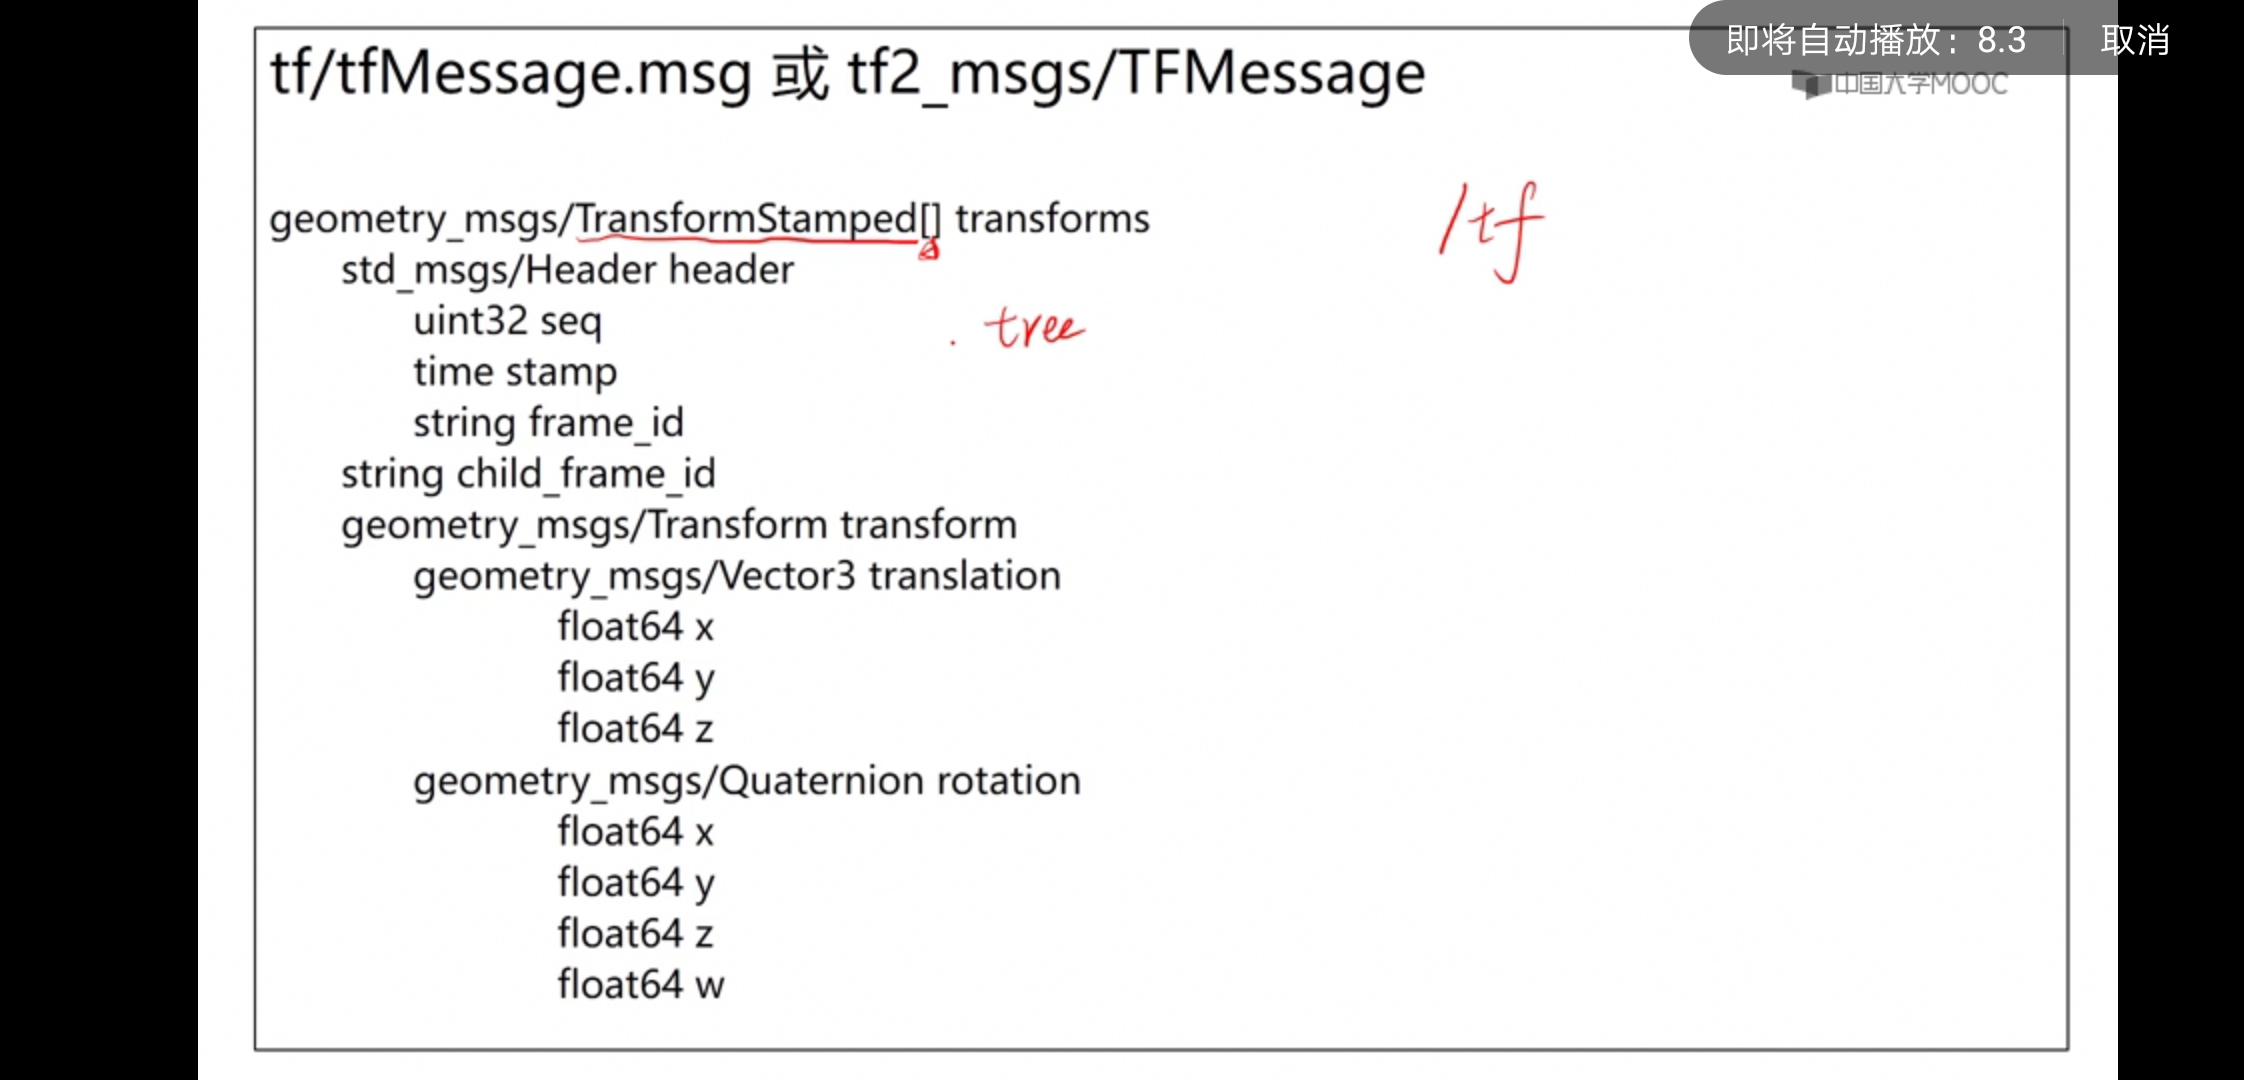 即将自动播放：8.3 取消
tf/tfMessage.msg 或 tf2_msgs/TFMessage
中国大学MOOC
geometry_msgs/TransformStamped[] transforms
/tf
std_msgs/Header header
uint32 seq
. tree
time stamp
string frame_id
string child_frame_id
geometry_msgs/Transform transform
geometry_msgs/Vector3 translation
float64 x
float64 y
float64 z
geometry_msgs/Quaternion rotation
float64 x
float64 y
float64 z
float64 w